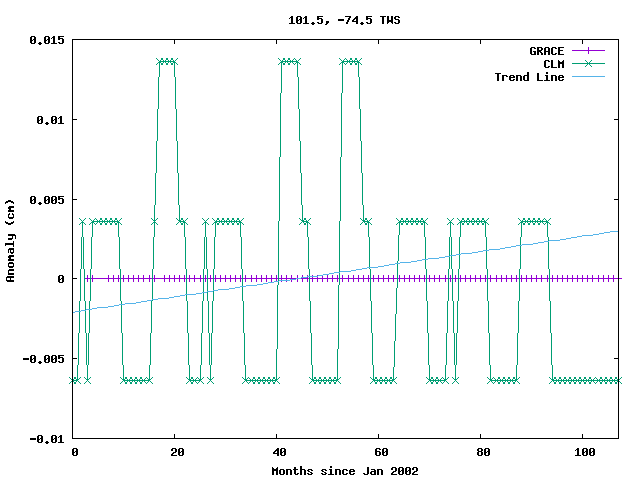 101.5, -74.5 TWS
0.015
0.01
0.005
0
-0.005
-0.01
Anomaly (cm)
GRACE
CLM
Trend Line
0 20 40 60 80 100
Months since Jan 2002